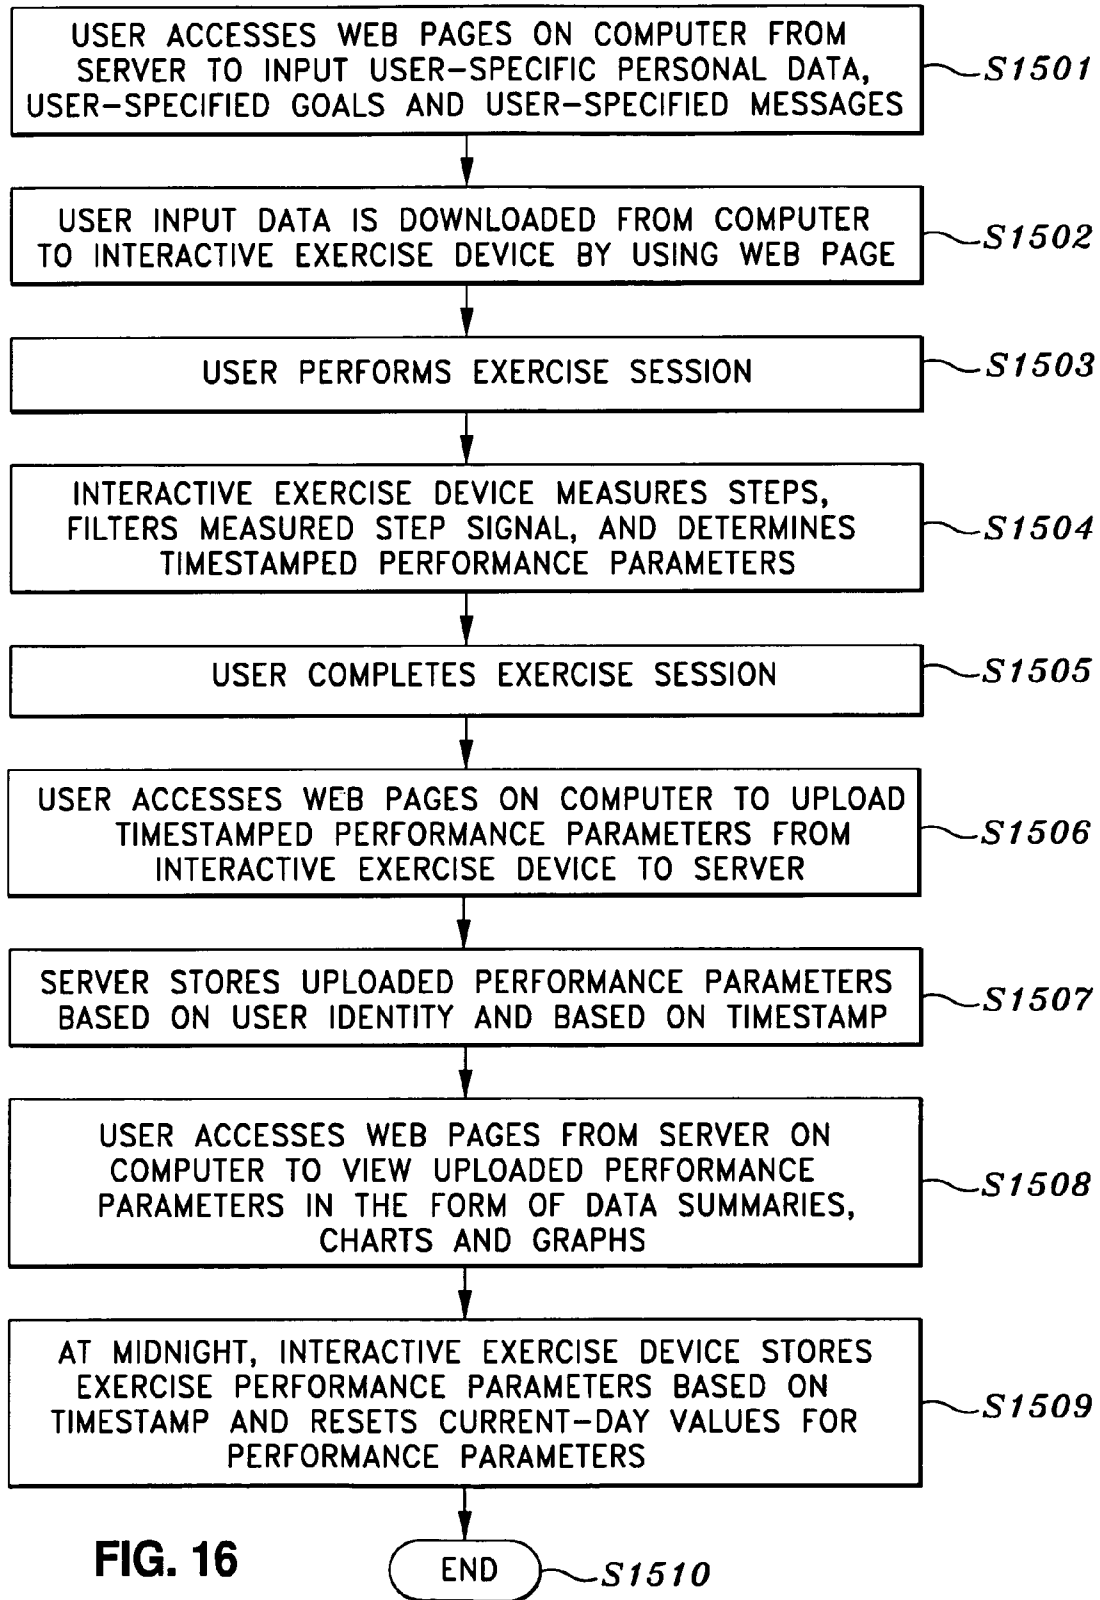 USER ACCESSES WEB PAGES ON COMPUTER FROM
SERVER TO INPUT USER-SPECIFIC PERSONAL DATA,
USER-SPECIFIED GOALS AND USER-SPECIFIED MESSAGES
S1501
USER INPUT DATA IS DOWNLOADED FROM COMPUTER
TO INTERACTIVE EXERCISE DEVICE BY USING WEB PAGE
S1502
USER PERFORMS EXERCISE SESSION
S1503
INTERACTIVE EXERCISE DEVICE MEASURES STEPS,
FILTERS MEASURED STEP SIGNAL, AND DETERMINES
TIMESTAMPED PERFORMANCE PARAMETERS
S1504
USER COMPLETES EXERCISE SESSION
S1505
USER ACCESSES WEB PAGES ON COMPUTER TO UPLOAD
TIMESTAMPED PERFORMANCE PARAMETERS FROM
INTERACTIVE EXERCISE DEVICE TO SERVER
S1506
SERVER STORES UPLOADED PERFORMANCE PARAMETERS
BASED ON USER IDENTITY AND BASED ON TIMESTAMP
S1507
USER ACCESSES WEB PAGES FROM SERVER ON
COMPUTER TO VIEW UPLOADED PERFORMANCE
PARAMETERS IN THE FORM OF DATA SUMMARIES,
CHARTS AND GRAPHS
S1508
AT MIDNIGHT, INTERACTIVE EXERCISE DEVICE STORES
EXERCISE PERFORMANCE PARAMETERS BASED ON
TIMESTAMP AND RESETS CURRENT-DAY VALUES FOR
PERFORMANCE PARAMETERS
S1509
FIG. 16
END
S1510